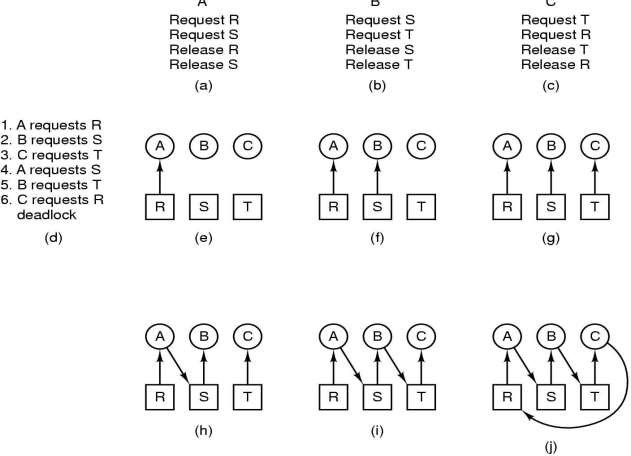 A B C
Request R Request S Request T
Request S Request T Request R
Release R Release S Release T
Release S Release T Release R
(a) (b) (c)
1. A requests R
2. B requests S
3. C requests T
4. A requests S
5. B requests T
6. C requests R
deadlock
(d)
A B C A B C A B C
R S T R S T R S T
(e) (f) (g)
A B C A B C A B C
R S T R S T R S T
(h) (i) (j)